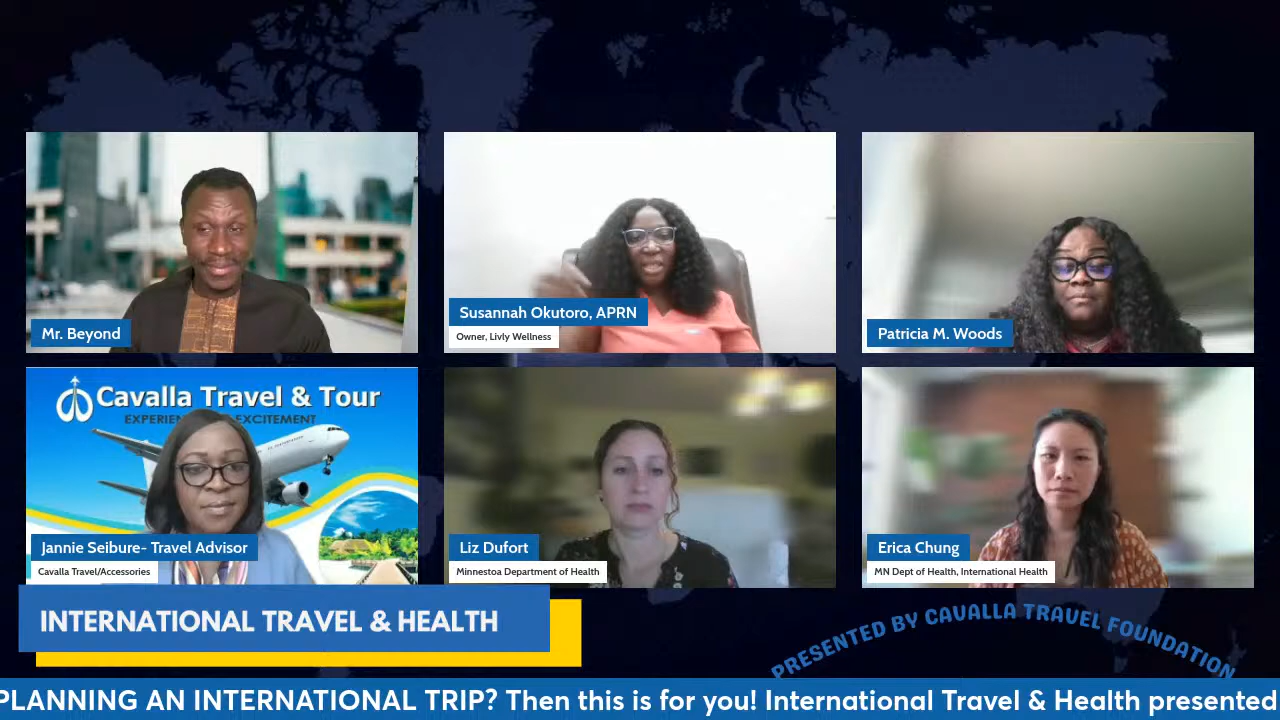 Mr. Beyond
Susannah Okutoro, APRN
Owner, Livly Wellness
Patricia M. Woods
Cavalla Travel & Tour
EXCITEMENT
Jannie Seibure- Travel Advisor
Cavalla Travel/Accessories
Liz Dufort
Minnestoa Department of Health
Erica Chung
MN Dept of Health, International Health
INTERNATIONAL TRAVEL & HEALTH
PRESENTED BY CAVALLA TRAVEL FOUNDATION
PLANNING AN INTERNATIONAL TRIP? Then this is for you! International Travel & Health presented